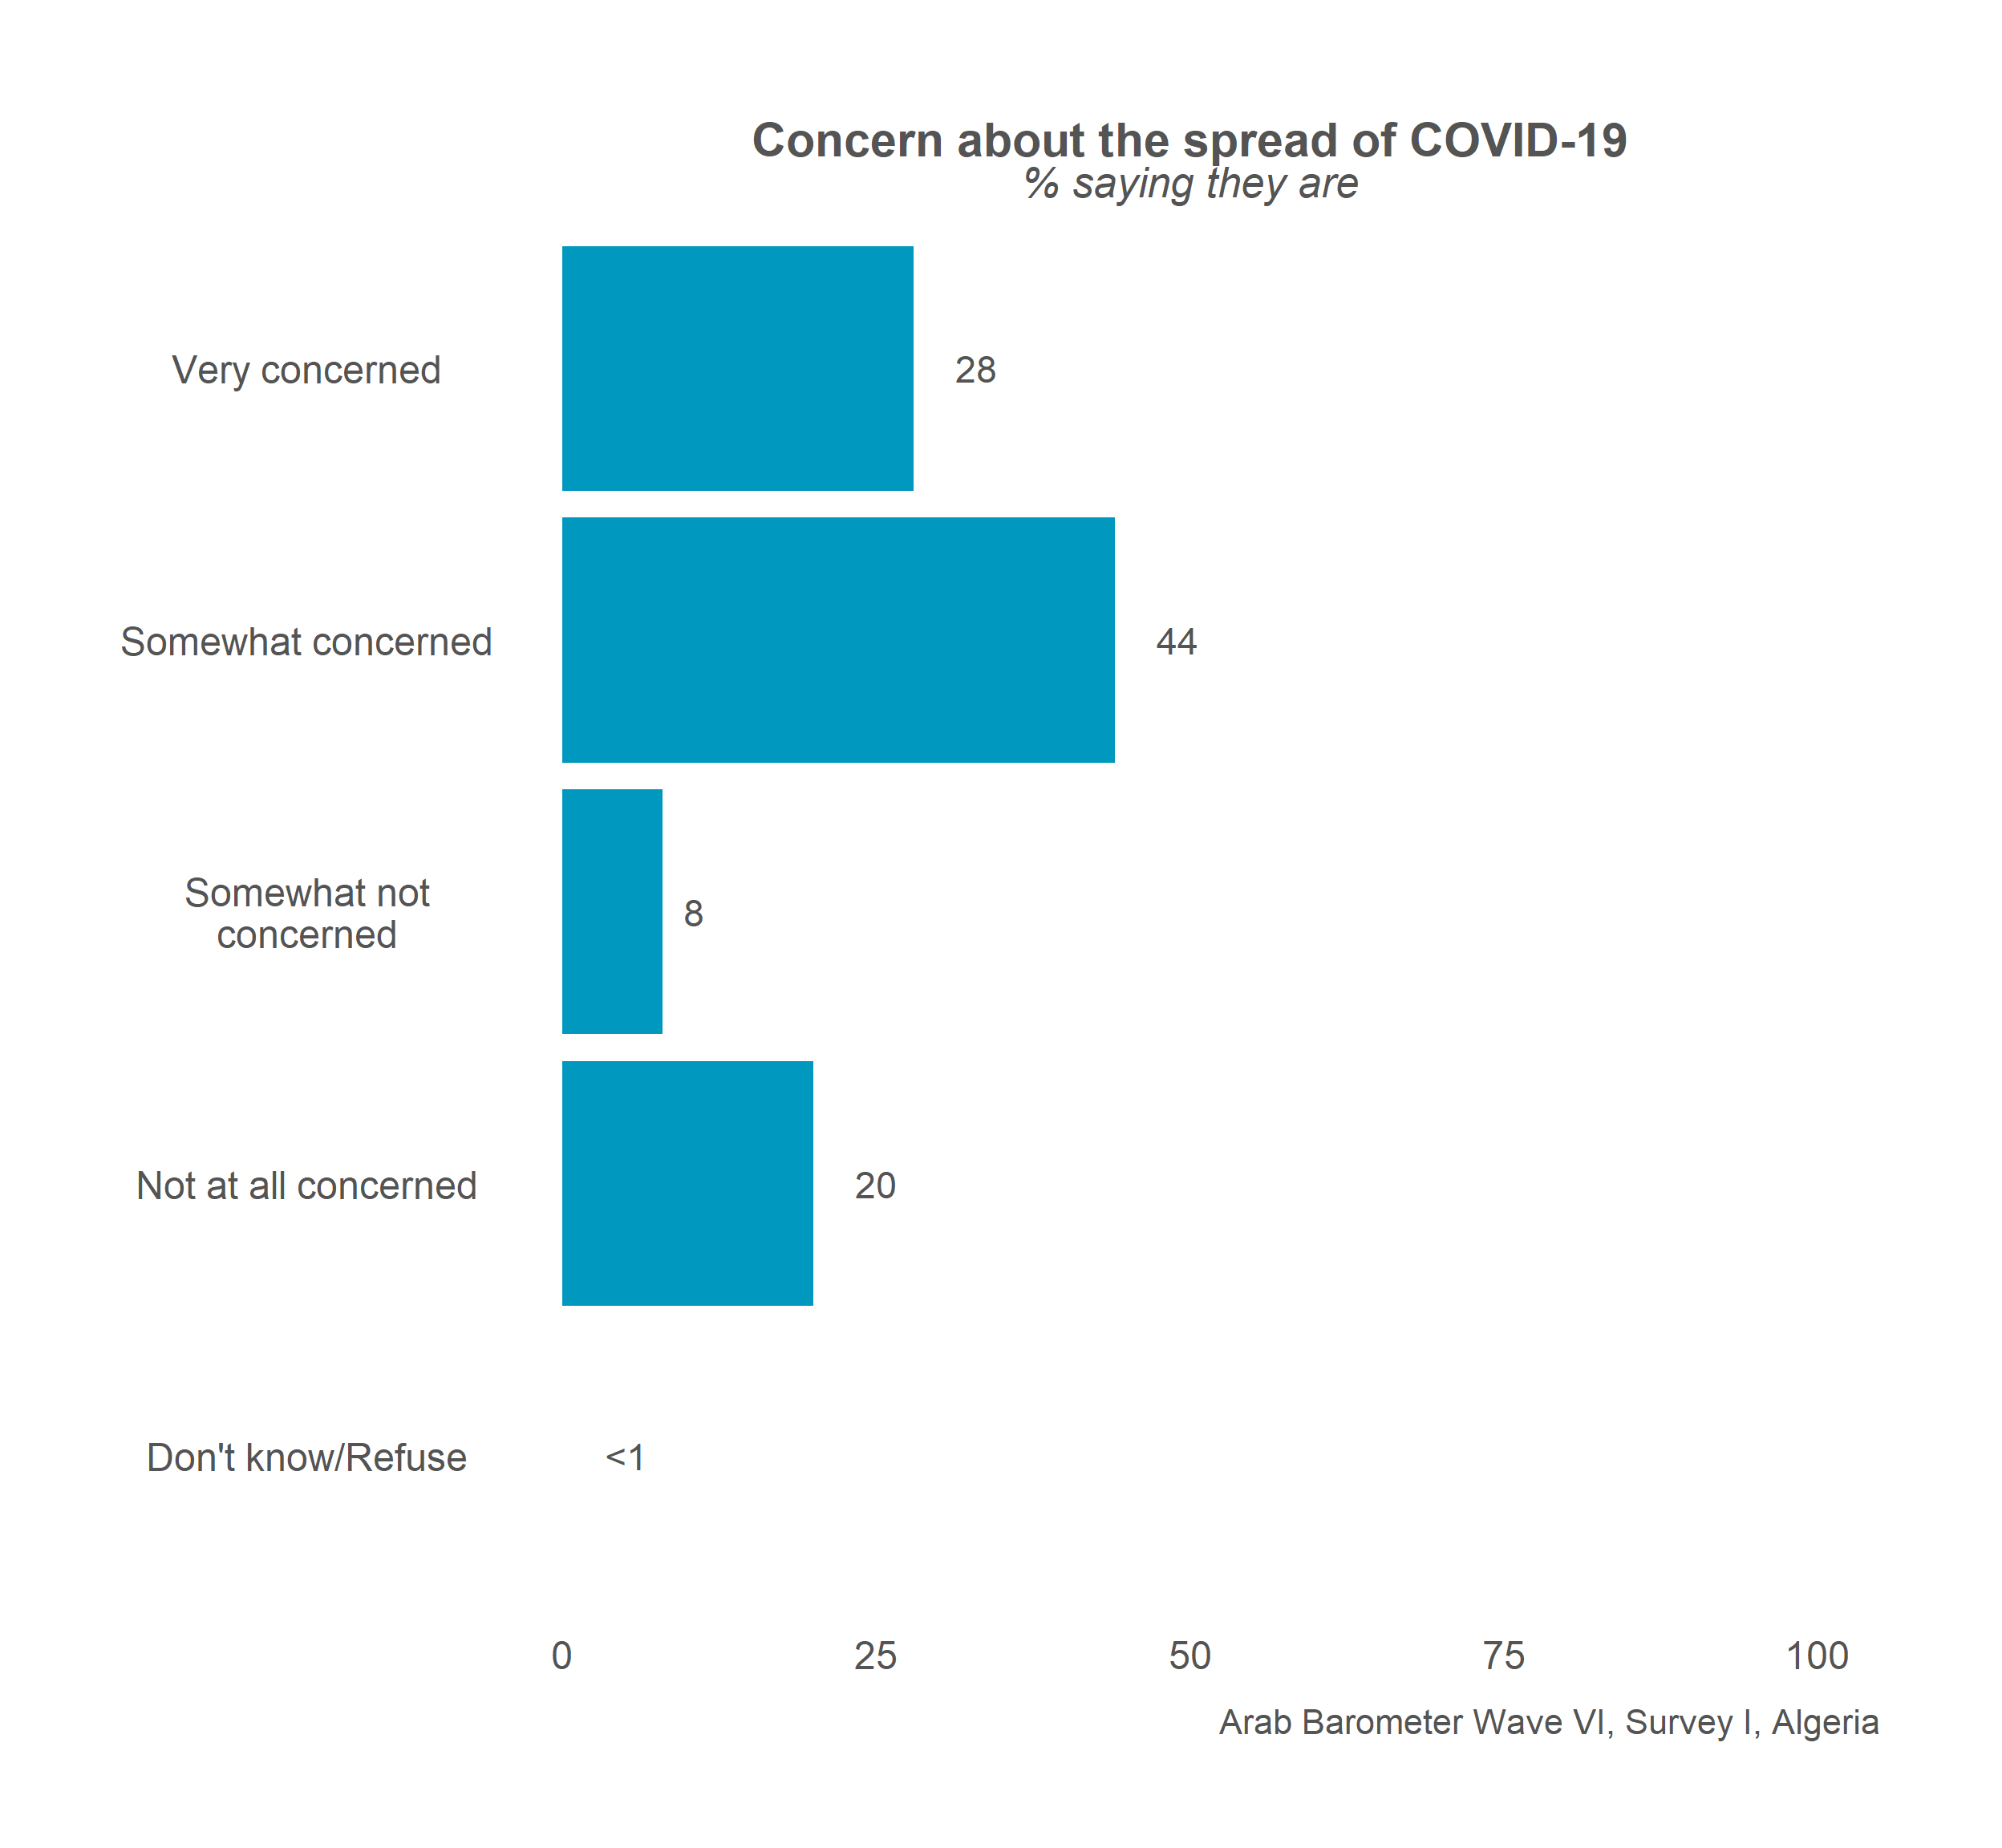 Concern about the spread of COVID-19
% saying they are
Very concerned
28
Somewhat concerned
44
Somewhat not
concerned
8
Not at all concerned
20
Don't know/Refuse
<1
0 25 50 75 100
Arab Barometer Wave VI, Survey I, Algeria